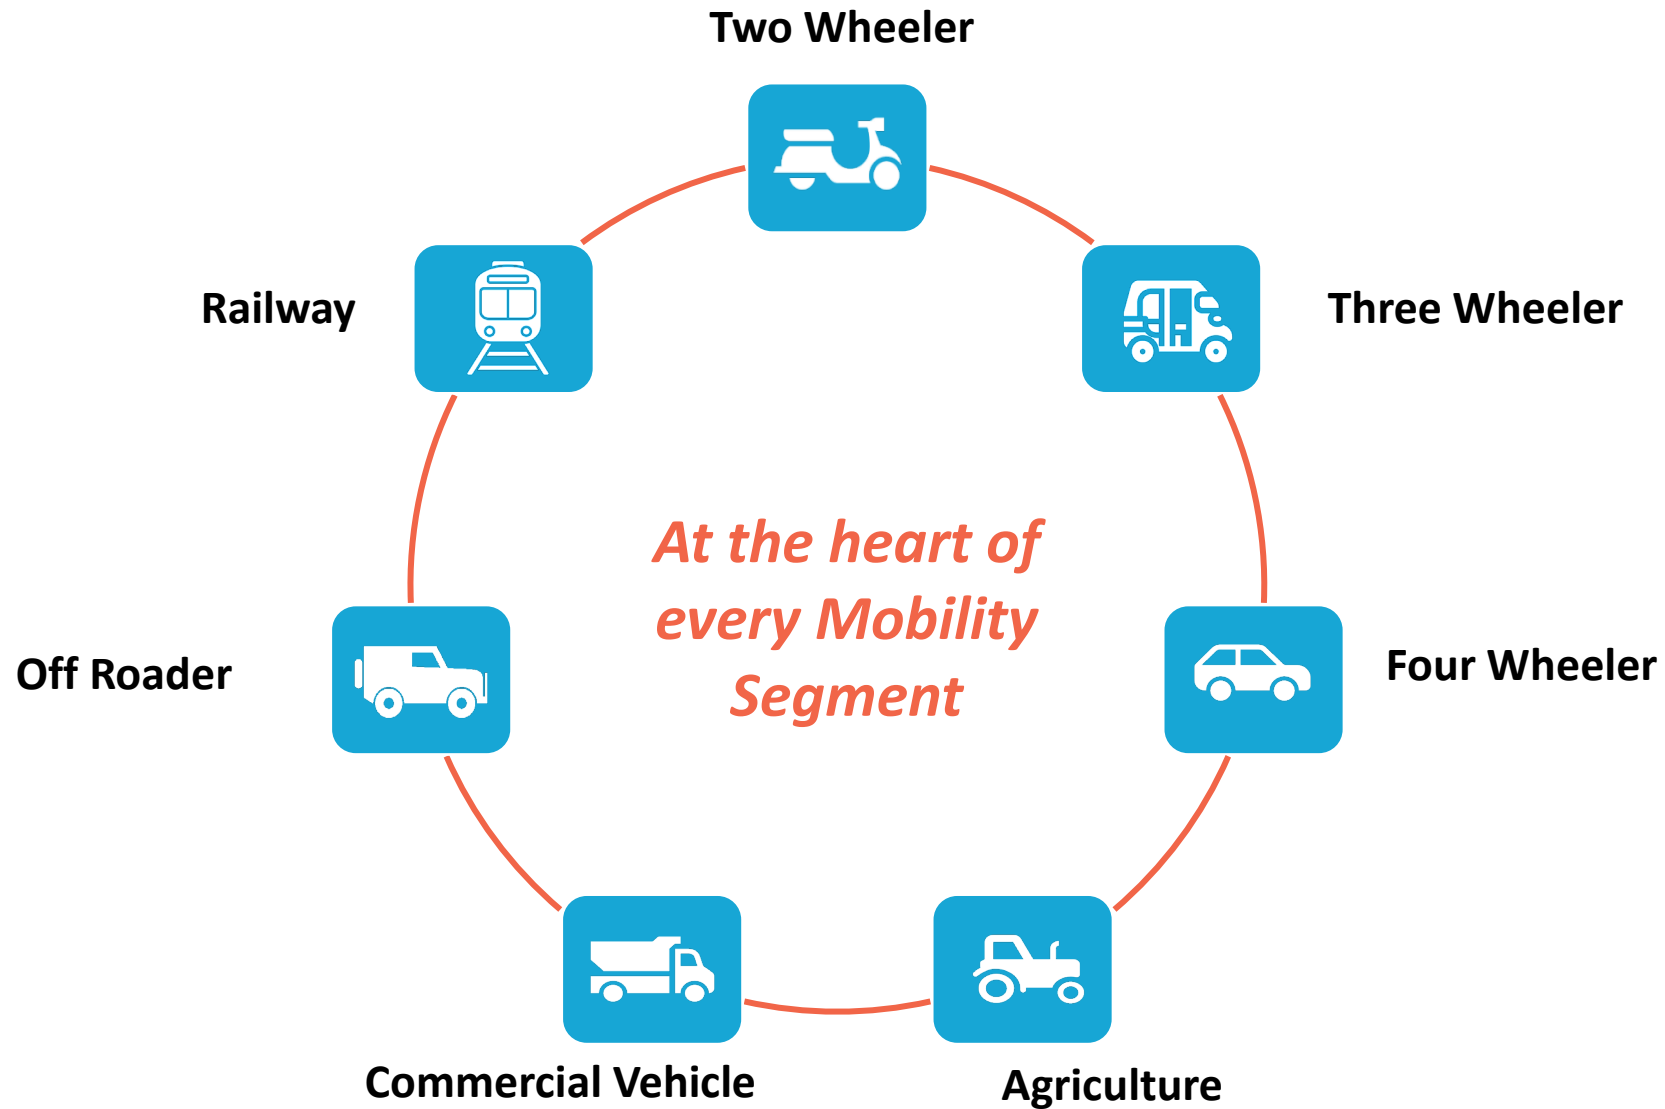 Two Wheeler
Railway
Three Wheeler
At the heart of
every Mobility
Segment
Off Roader
Four Wheeler
Commercial Vehicle
Agriculture